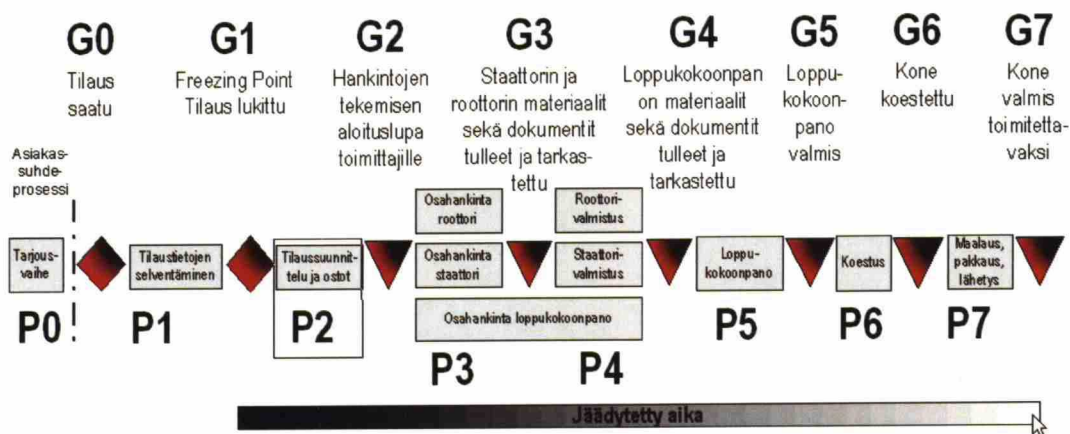 G0
Tilaus
saatu
G1
Freezing Point
Tilaus lukittu
G2
Hankintojen
tekemisen
aloituslupa
toimittajille
G3
Staattorin ja
roottorin materiaalit
sekä dokumentit
tulleet ja tarkas-
tettu
G4
Loppukokoonpan
on materiaalit
sekä dokumentit
tulleet ja
tarkastettu
G5
Loppu-
kokoon-
pano
valmis
G6
Kone
koestettu
G7
Kone
valmis
toimitetta-
vaksi
Asiakas-
suhde-
prosessi
Tarjous-
vaihe
Tilaustietojen
selventäminen
Tilaussuunnit-
telu ja ostot
Osahankinta
roottori
Osahankinta
staattori
Roottori-
valmistus
Staattori-
valmistus
Osahankinta loppukokoonpano
Loppu-
kokoonpano
Koestus
Maalaus,
pakkaus,
lähetys
P0
P1
P2
P3
P4
P5
P6
P7
Jäädytetty aika